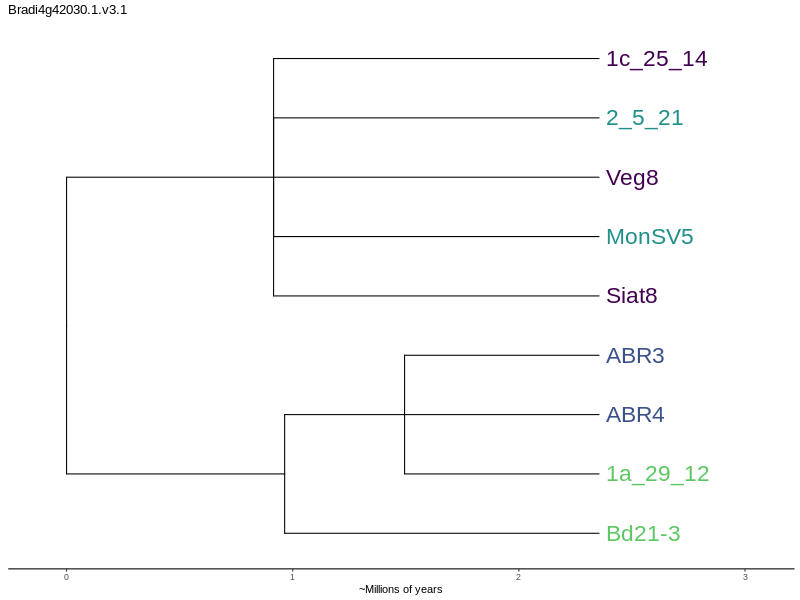 Bradi4g42030.1.v3.1
1c_25_14
2_5_21
Veg8
MonSV5
Siat8
ABR3
ABR4
1a_29_12
Bd21-3
0 1 2 3
~Millions of years